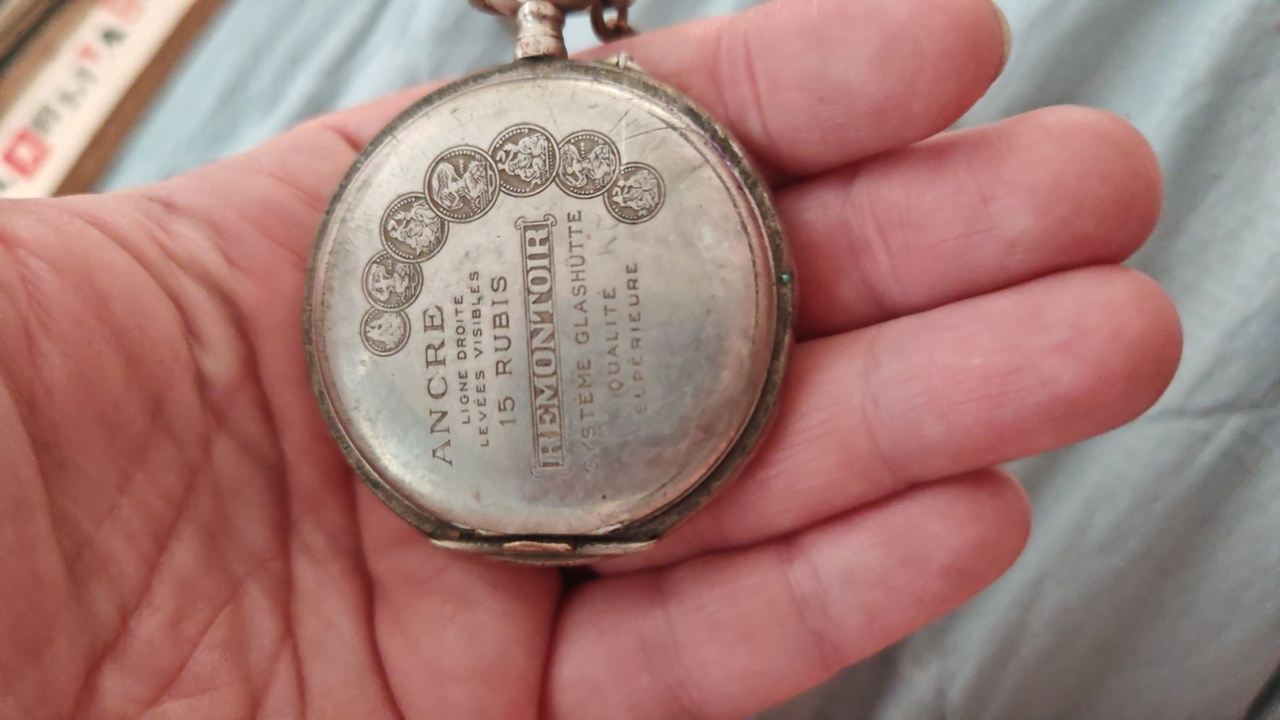 ANCRE
LIGNE DROITE
LEVÉES VISIBLES
15 RUBIS
REMONTOIR
SYSTÈME GLASHÜTTE
QUALITÉ
SUPÉRIEURE